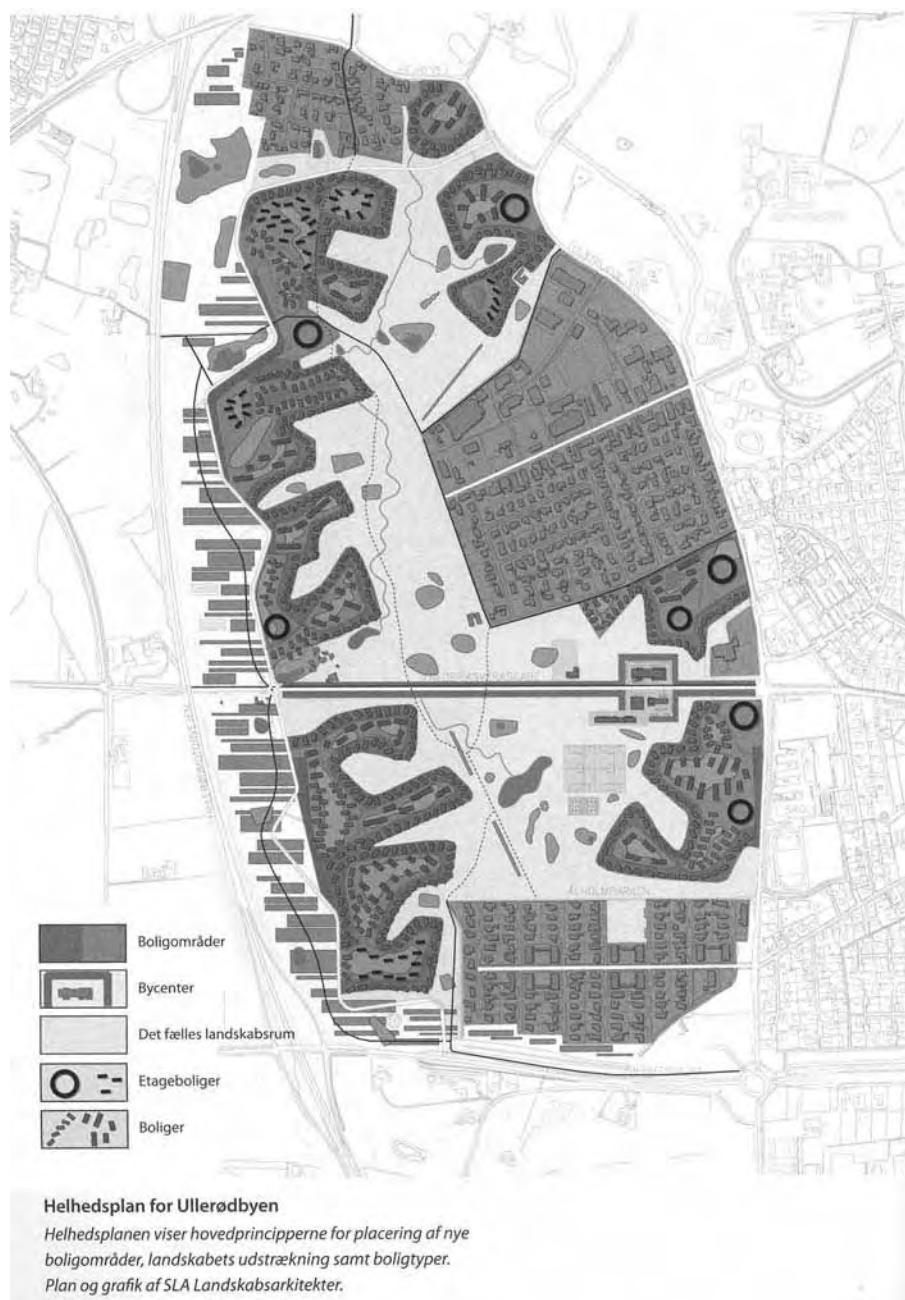 ÅLHOLMPARKEN
Boligområder
Bycenter
Det fælles landskabsrum
Etageboliger
Boliger
Helhedsplan for Ullerødbyen
Helhedsplanen viser hovedprincipperne for placering af nye
boligområder, landskabets udstrækning samt boligtyper.
Plan og grafik af SLA Landskabsarkitekter.